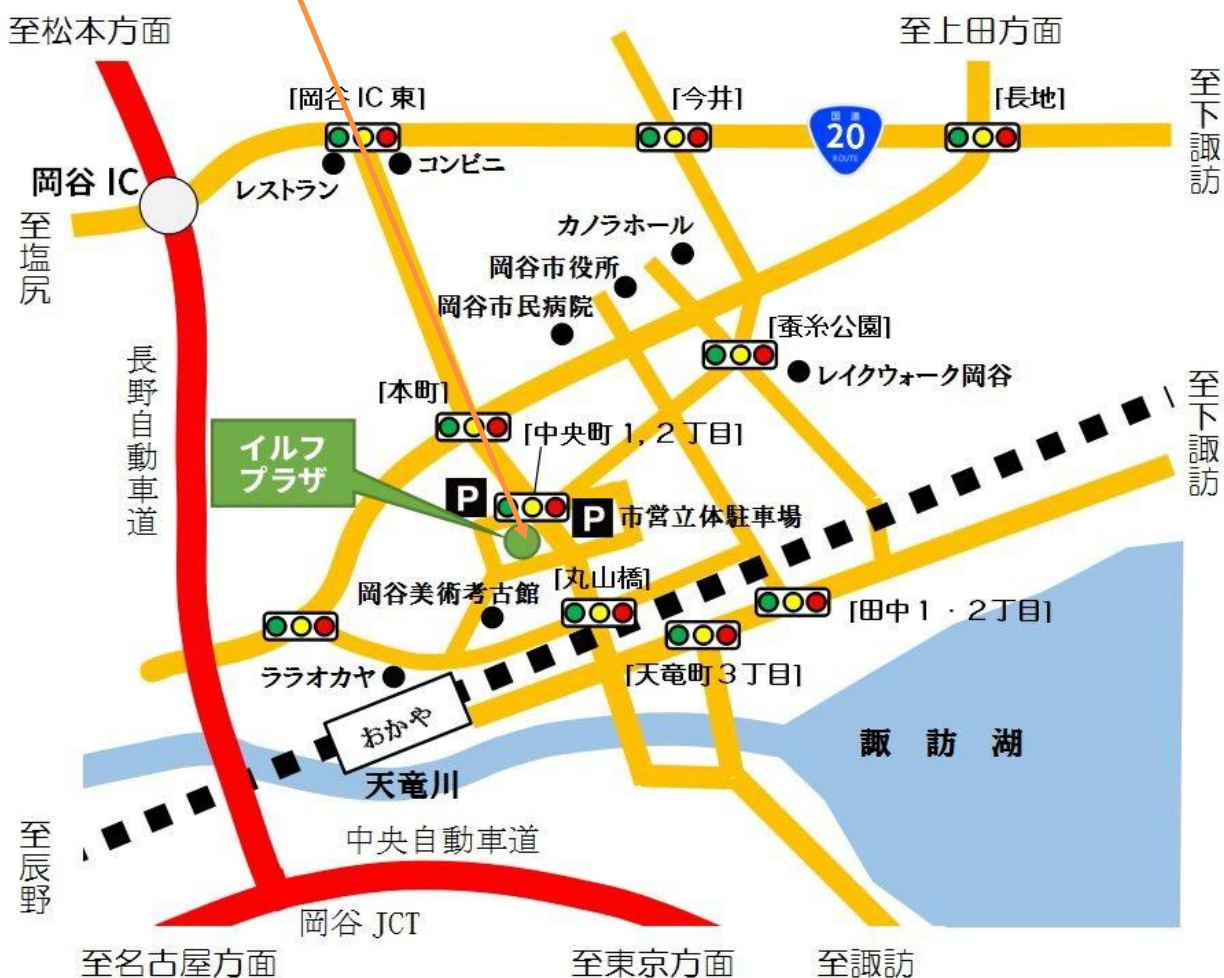 至松本方面
至上田方面
[岡谷IC東]
[今井]
[長地]
至下諏訪
国道
20
ROUTE
コンビニ
レストラン
岡谷IC
至塩尻
カノラホール
岡谷市役所
岡谷市民病院
[蚕糸公園]
レイクウォーク岡谷
長野自動車道
[本町]
至下諏訪
[中央町1,2丁目]
イルフ
プラザ
P
P
市営立体駐車場
[丸山橋]
岡谷美術考古館
[田中1・2丁目]
ララオカヤ
[天竜町3丁目]
おかや
諏訪湖
天竜川
至辰野
中央自動車道
岡谷JCT
至名古屋方面
至東京方面
至諏訪